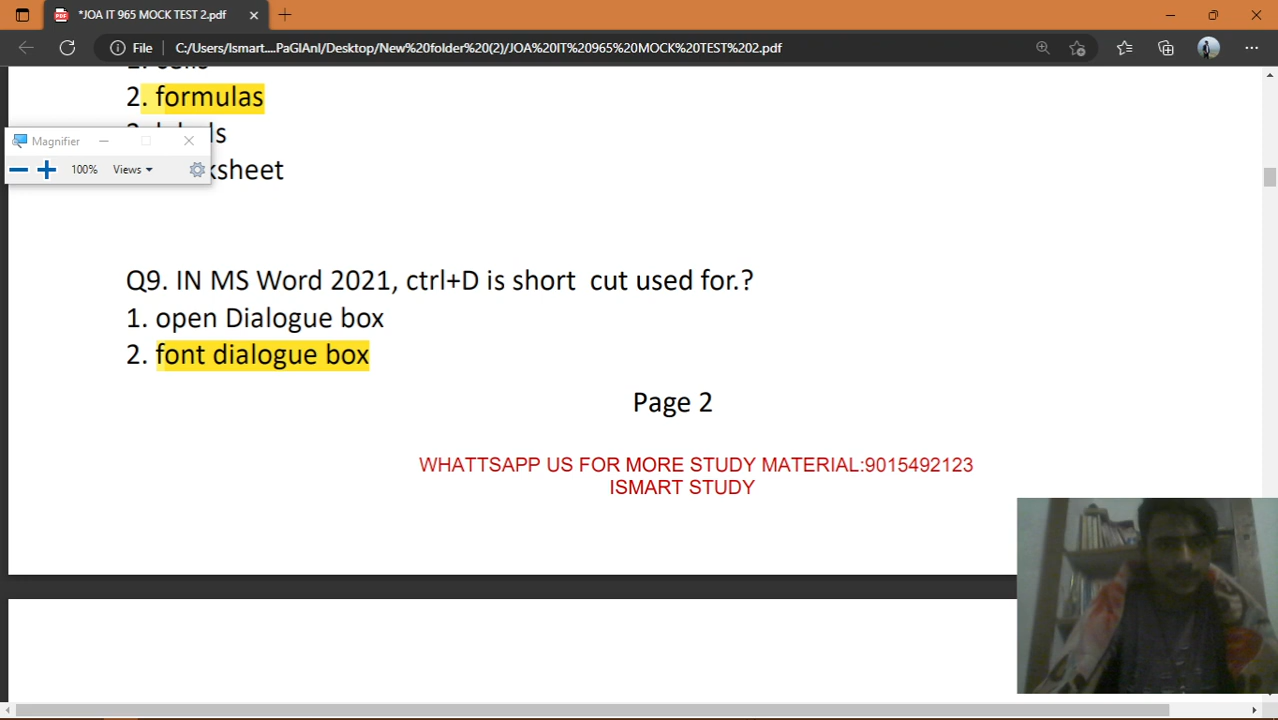 *JOA IT 965 MOCK TEST 2.pdf
File
C:/Users/Ismart....PaGlAnI/Desktop/New%20folder%20(2)/JOA%20IT%20965%20MOCK%20TEST%202.pdf
2. formulas
Magnifier
100%
Views
ksheet
Q9. IN MS Word 2021, ctrl+D is short cut used for.?
1. open Dialogue box
2. font dialogue box
Page 2
WHATTSAPP US FOR MORE STUDY MATERIAL:9015492123
ISMART STUDY